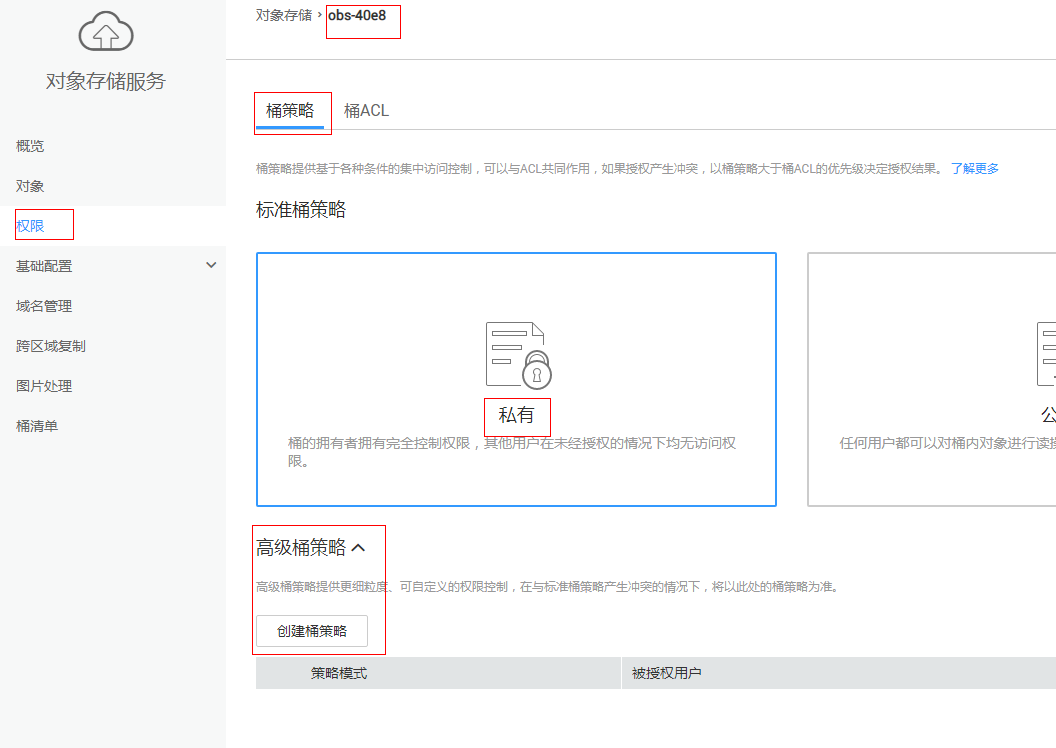 对象存储 › obs-40e8
对象存储服务
概览
对象
权限
基础配置
域名管理
跨区域复制
图片处理
桶清单
桶策略
桶ACL
桶策略提供基于各种条件的集中访问控制，可以与ACL共同作用，如果授权产生冲突，以桶策略大于桶ACL的优先级决定授权结果。 了解更多
标准桶策略
私有
桶的拥有者拥有完全控制权限，其他用户在未经授权的情况下均无访问权
限。
公
任何用户都可以对桶内对象进行读
高级桶策略
高级桶策略提供更细粒度、可自定义的权限控制，在与标准桶策略产生冲突的情况下，将以此处的桶策略为准。
创建桶策略
策略模式
被授权用户